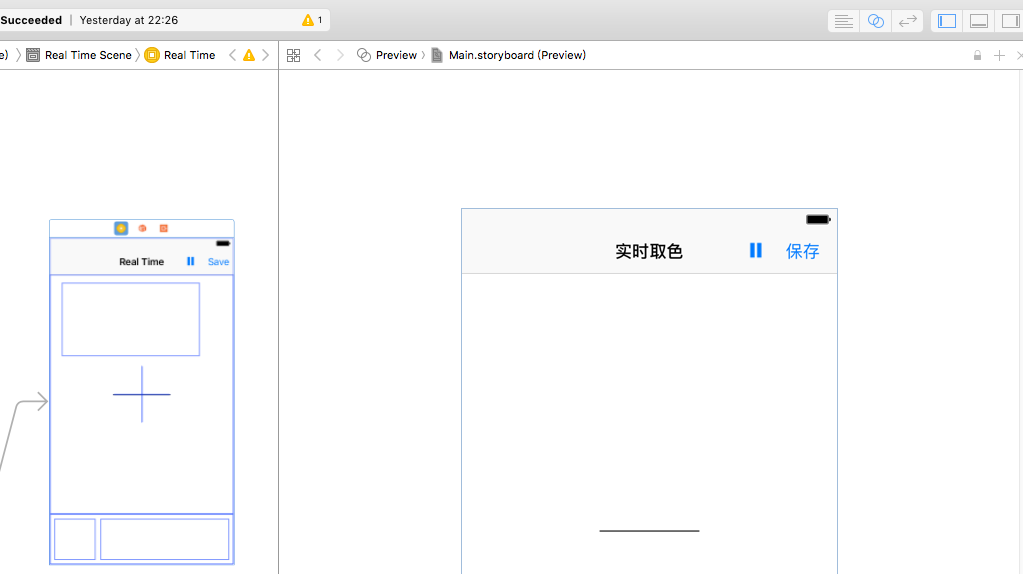 Succeeded | Yesterday at 22:26 1
e) Real Time Scene Real Time
Preview Main.storyboard (Preview)
Real Time Save
实时取色 保存